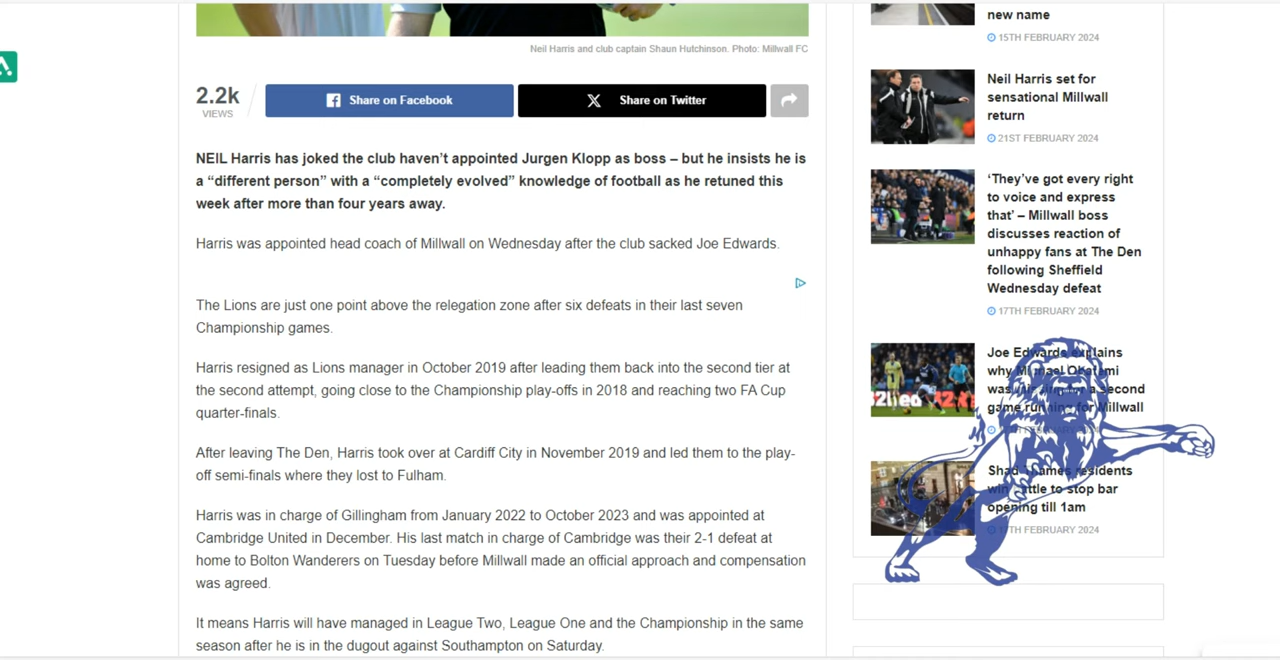 Neil Harris and club captain Shaun Hutchinson. Photo: Millwall FC
2.2k
VIEWS
Share on Facebook
Share on Twitter
NEIL Harris has joked the club haven’t appointed Jurgen Klopp as boss – but he insists he is
a “different person” with a “completely evolved” knowledge of football as he retuned this
week after more than four years away.
Harris was appointed head coach of Millwall on Wednesday after the club sacked Joe Edwards.
The Lions are just one point above the relegation zone after six defeats in their last seven
Championship games.
Harris resigned as Lions manager in October 2019 after leading them back into the second tier at
the second attempt, going close to the Championship play-offs in 2018 and reaching two FA Cup
quarter-finals.
After leaving The Den, Harris took over at Cardiff City in November 2019 and led them to the play-
off semi-finals where they lost to Fulham.
Harris was in charge of Gillingham from January 2022 to October 2023 and was appointed at
Cambridge United in December. His last match in charge of Cambridge was their 2-1 defeat at
home to Bolton Wanderers on Tuesday before Millwall made an official approach and compensation
was agreed.
It means Harris will have managed in League Two, League One and the Championship in the same
season after he is in the dugout against Southampton on Saturday.
new name
15TH FEBRUARY 2024
Neil Harris set for
sensational Millwall
return
21ST FEBRUARY 2024
‘They’ve got every right
to voice and express
that’ – Millwall boss
discusses reaction of
unhappy fans at The Den
following Sheffield
Wednesday defeat
17TH FEBRUARY 2024
Joe Edwards explains
why Michael Obafemi
was a second
game running for Millwall
Shad Thames residents
win battle to stop bar
opening till 1am
FEBRUARY 2024